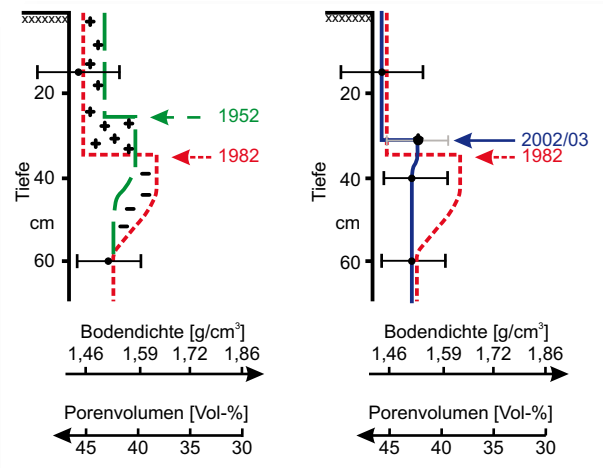 xxxxxxx
20
40
60
Tiefe
cm
1952
1982
Bodendichte [g/cm³]
1,46 1,59 1,72 1,86
Porenvolumen [Vol-%]
45 40 35 30
xxxxxxx
20
40
60
Tiefe
cm
2002/03
1982
Bodendichte [g/cm³]
1,46 1,59 1,72 1,86
Porenvolumen [Vol-%]
45 40 35 30